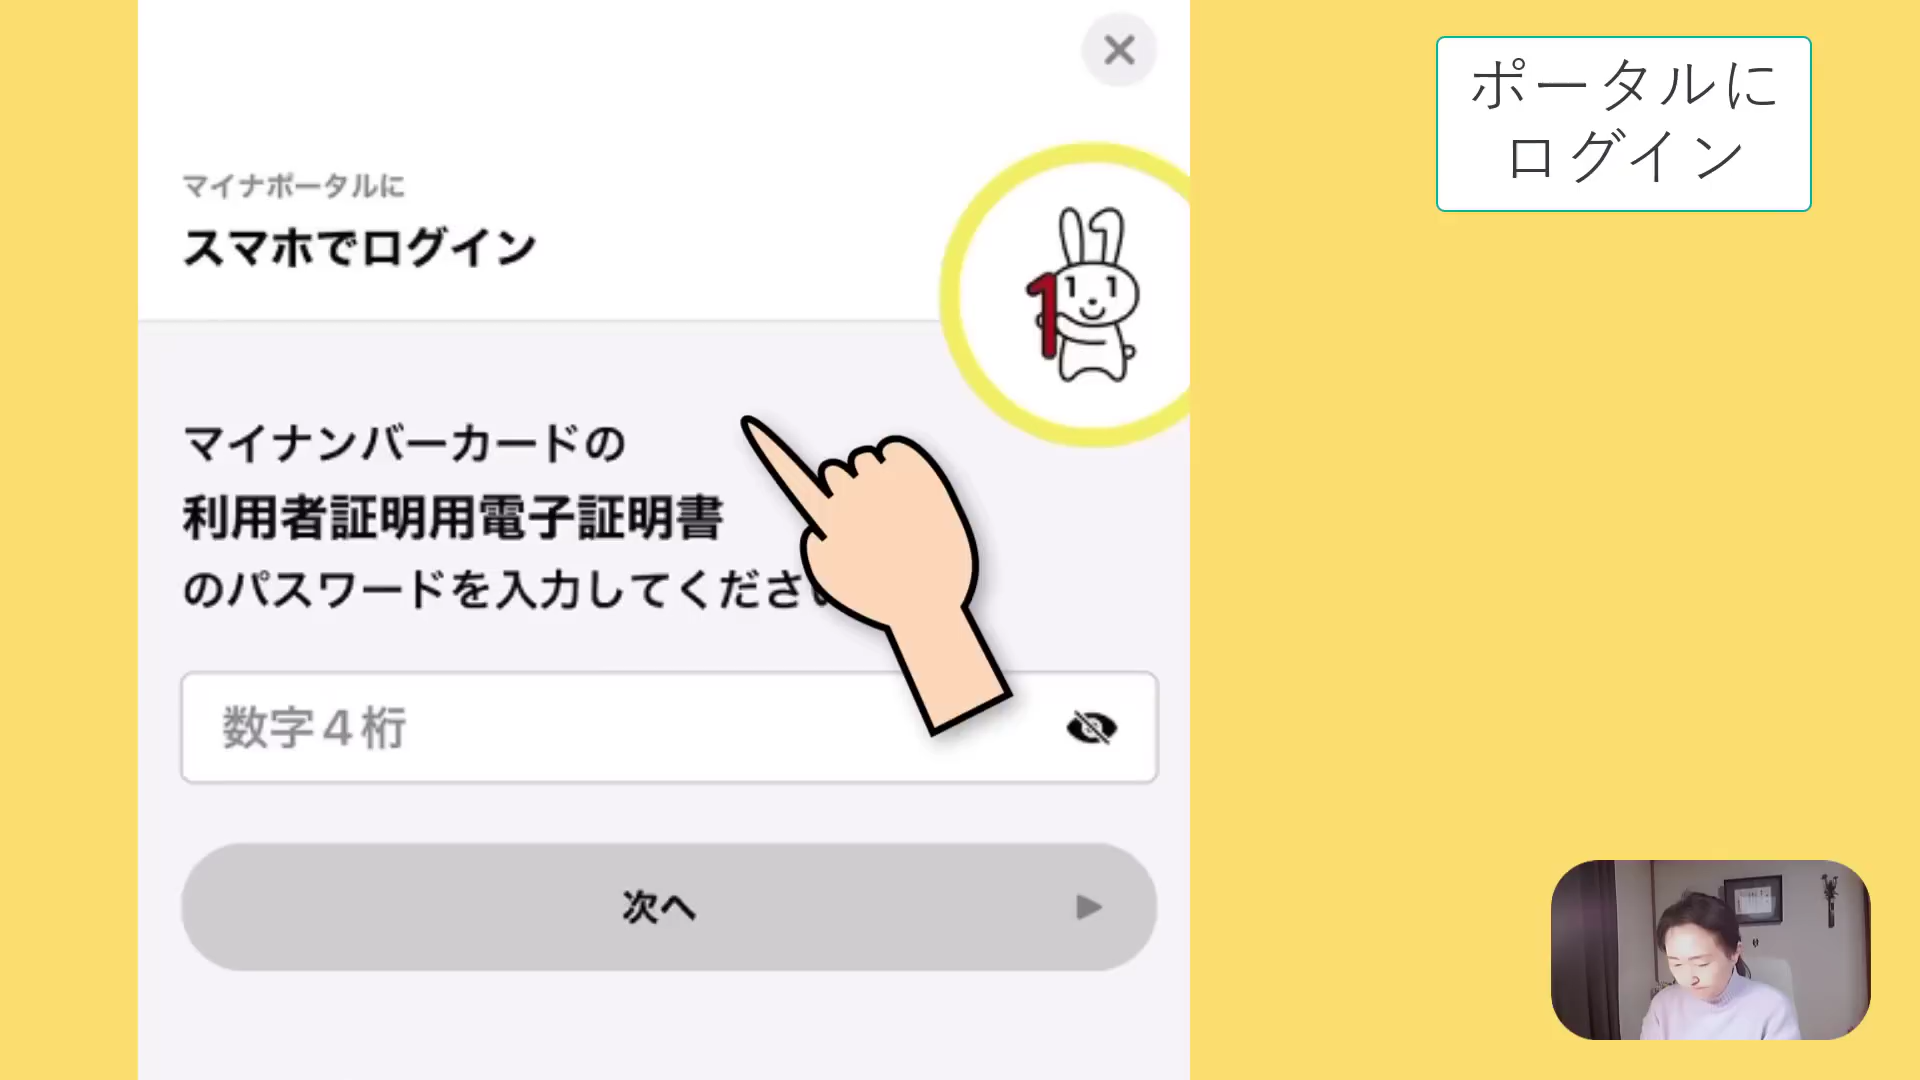 ポータルに
ログイン
マイナポータルに
スマホでログイン
マイナンバーカードの
利用者証明用電子証明書
のパスワードを入力してくださ
数字4桁
次へ